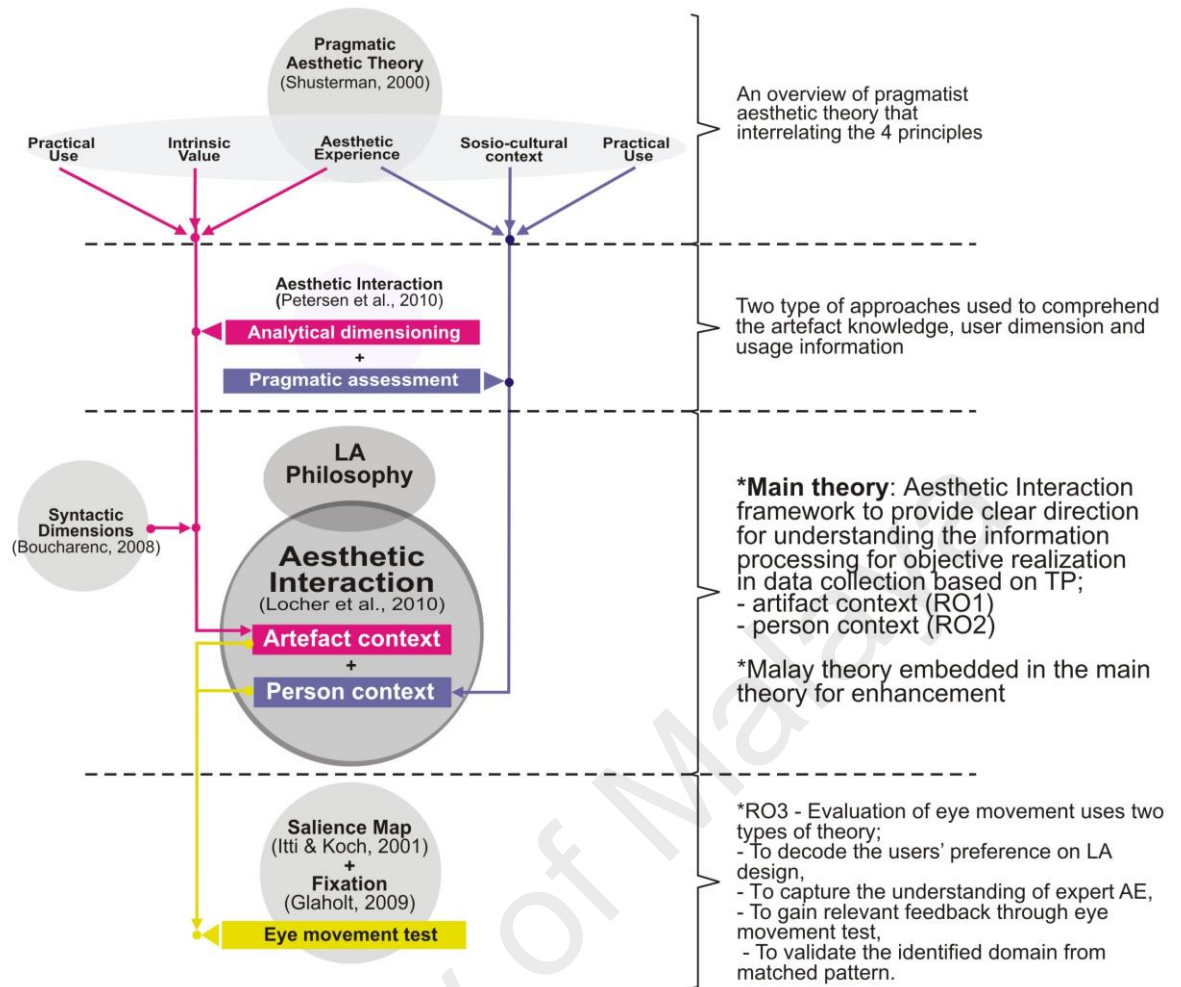 Pragmatic
Aesthetic Theory
(Shusterman, 2000)
Practical
Use
Intrinsic
Value
Aesthetic
Experience
Socio-cultural
context
Practical
Use
An overview of pragmatist
aesthetic theory that
interrelating the 4 principles
Aesthetic Interaction
(Petersen et al., 2010)
Analytical dimensioning
+
Pragmatic assessment
Two type of approaches used to comprehend
the artefact knowledge, user dimension and
usage information
LA
Philosophy
Syntactic
Dimensions
(Boucharenc, 2008)
Aesthetic
Interaction
(Locher et al., 2010)
Artefact context
+
Person context
*Main theory: Aesthetic Interaction
framework to provide clear direction
for understanding the information
processing for objective realization
in data collection based on TP;
- artifact context (RO1)
- person context (RO2)
*Malay theory embedded in the main
theory for enhancement
Salience Map
(Itti & Koch, 2001)
+
Fixation
(Glaholt, 2009)
Eye movement test
*RO3 - Evaluation of eye movement uses two
types of theory;
- To decode the users' preference on LA
design,
- To capture the understanding of expert AE,
- To gain relevant feedback through eye
movement test,
- To validate the identified domain from
matched pattern.
of Malaya